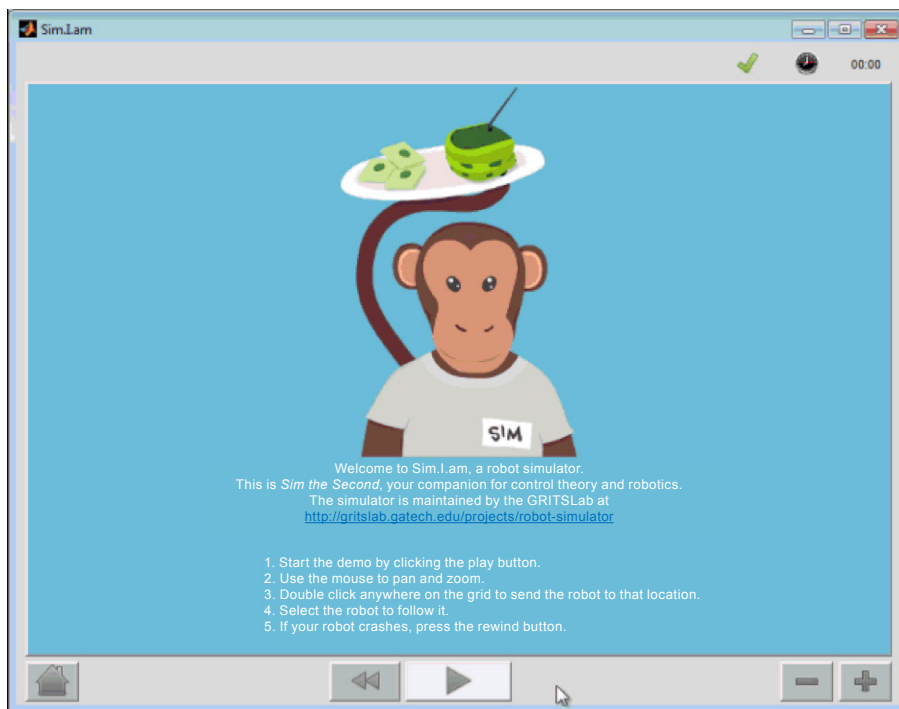 Sim.I.am
00:00
SIM
Welcome to Sim.I.am, a robot simulator.
This is Sim the Second, your companion for control theory and robotics.
The simulator is maintained by the GRITSLab at
http://gritslab.gatech.edu/projects/robot-simulator
1. Start the demo by clicking the play button.
2. Use the mouse to pan and zoom.
3. Double click anywhere on the grid to send the robot to that location.
4. Select the robot to follow it.
5. If your robot crashes, press the rewind button.